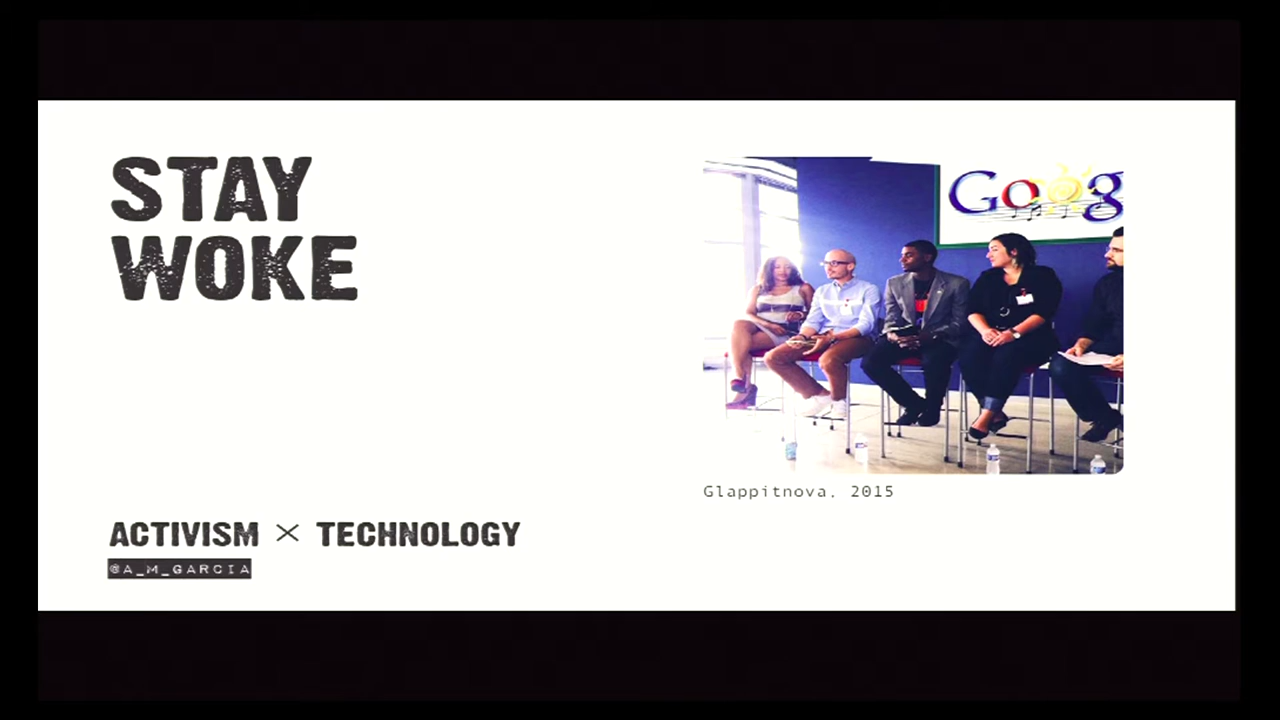 STAY
WOKE
Goog
Glappitnova, 2015
ACTIVISM × TECHNOLOGY
@A_M_GARCIA